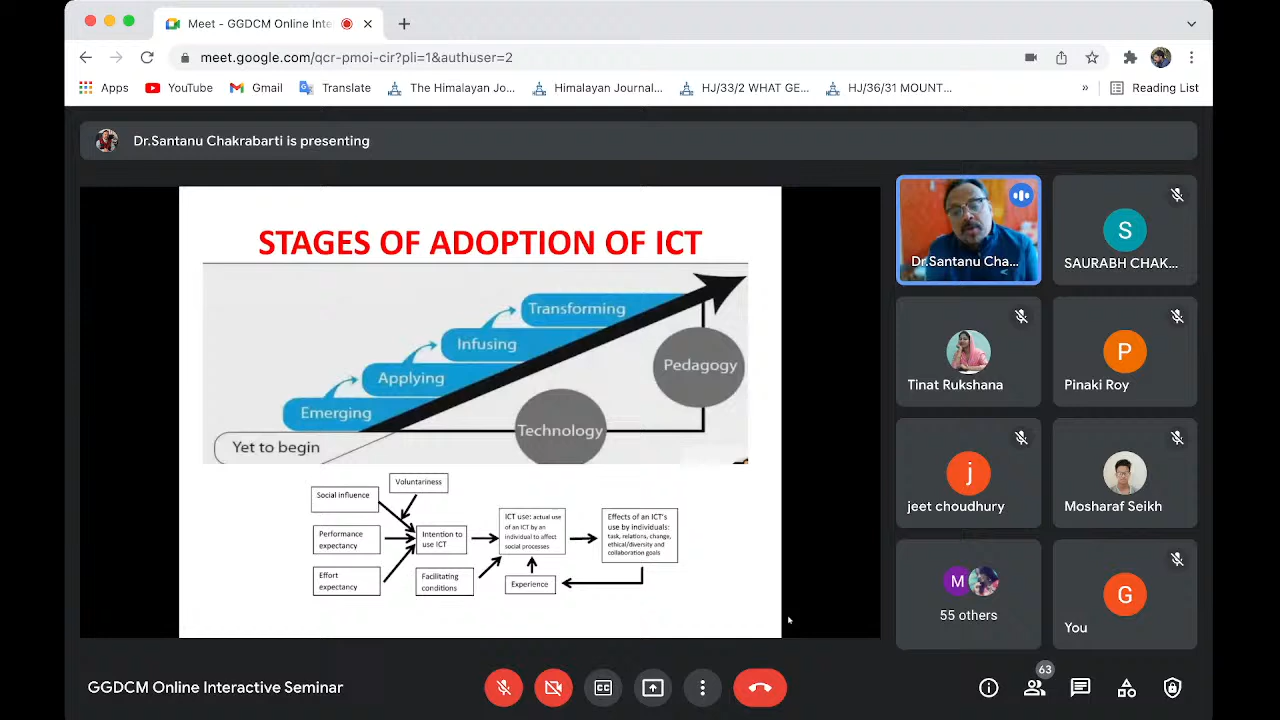 Meet - GGDCM Online Inte
meet.google.com/qcr-pmoi-cir?pli=1&authuser=2
Apps
YouTube
Gmail
Translate
The Himalayan Jo...
Himalayan Journal...
HJ/33/2 WHAT GE...
HJ/36/31 MOUNT...
»
Reading List
Dr.Santanu Chakrabarti is presenting
STAGES OF ADOPTION OF ICT
Transforming
Infusing
Applying
Emerging
Yet to begin
Pedagogy
Technology
Voluntariness
Social influence
Performance
expectancy
Effort
expectancy
Intention to
use ICT
Facilitating
conditions
ICT use: actual use
of an ICT by an
individual to affect
social processes
Experience
Effects of an ICT's
use by individuals:
task, relations, change,
ethical/diversity and
collaboration goals
Dr.Santanu Cha...
S
SAURABH CHAK...
Tinat Rukshana
P
Pinaki Roy
j
jeet choudhury
Mosharaf Seikh
M
55 others
G
You
GGDCM Online Interactive Seminar
63